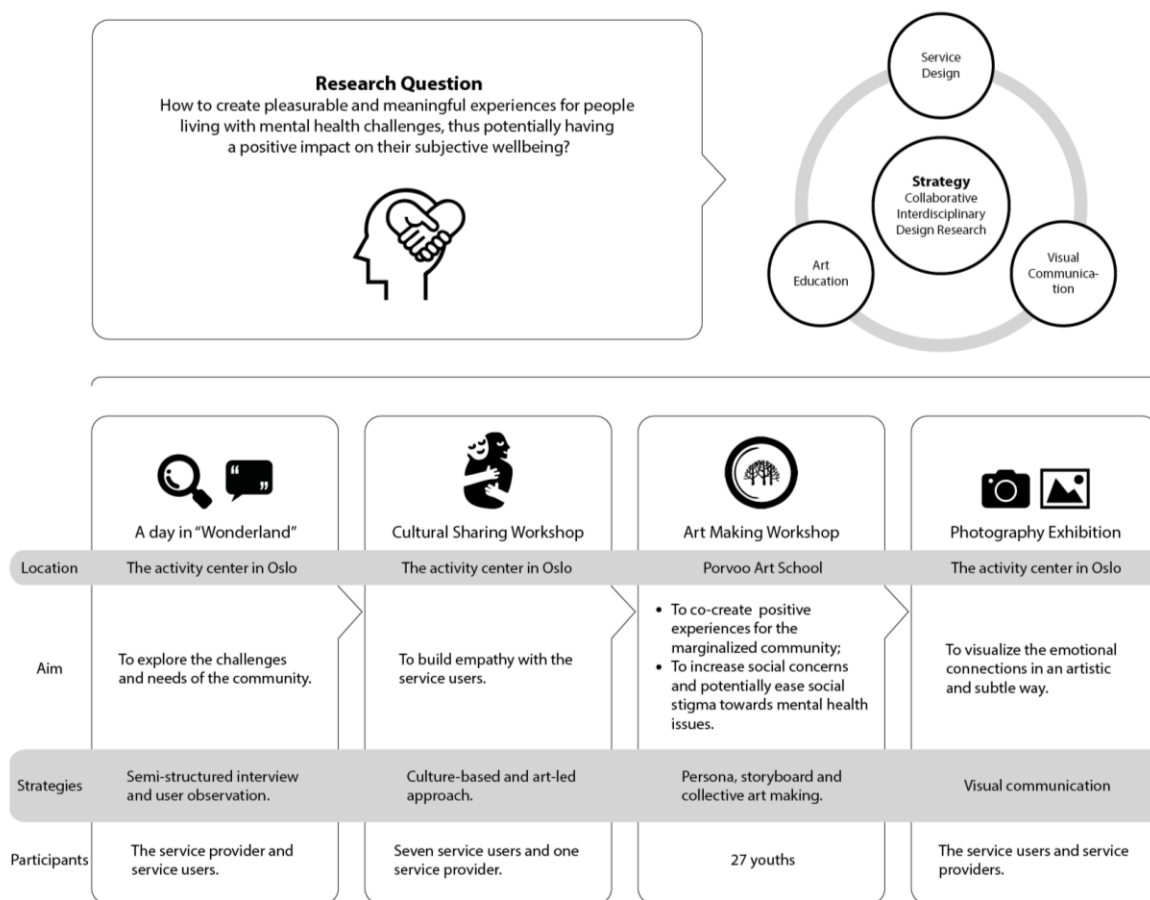 Research Question
How to create pleasurable and meaningful experiences for people
living with mental health challenges, thus potentially having
a positive impact on their subjective wellbeing?
Service
Design
Strategy
Collaborative
Interdisciplinary
Design Research
Art
Education
Visual
Communica-
tion
“ ”
A day in “Wonderland”
Cultural Sharing Workshop
Art Making Workshop
Photography Exhibition
Location
The activity center in Oslo
The activity center in Oslo
Porvoo Art School
The activity center in Oslo
Aim
To explore the challenges
and needs of the community.
To build empathy with the
service users.
• To co-create positive
experiences for the
marginalized community;
• To increase social concerns
and potentially ease social
stigma towards mental health
issues.
To visualize the emotional
connections in an artistic
and subtle way.
Strategies
Semi-structured interview
and user observation.
Culture-based and art-led
approach.
Persona, storyboard and
collective art making.
Visual communication
Participants
The service provider and
service users.
Seven service users and one
service provider.
27 youths
The service users and service
providers.